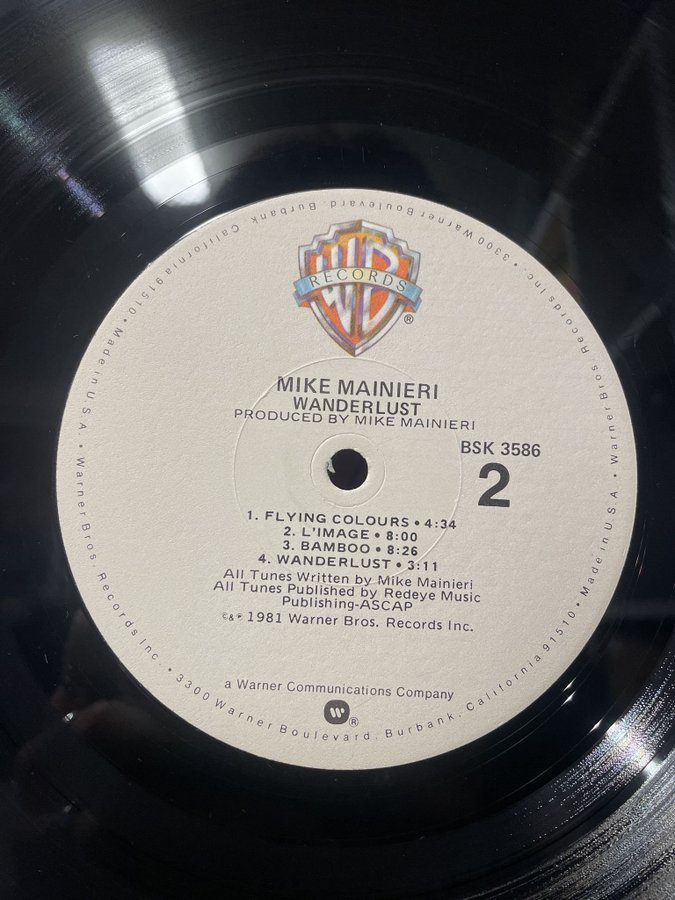 WB
RECORDS
®
MIKE MAINIERI
WANDERLUST
PRODUCED BY MIKE MAINIERI
BSK 3586
2
1. FLYING COLOURS • 4:34
2. L'IMAGE • 8:00
3. BAMBOO • 8:26
4. WANDERLUST • 3:11
All Tunes Written by Mike Mainieri
All Tunes Published by Redeye Music
Publishing-ASCAP
©&℗ 1981 Warner Bros. Records Inc.
a Warner Communications Company
W ®
Warner Bros. Records Inc. • 3300 Warner Boulevard, Burbank, California 91510 • Made in U.S.A. • Warner Bros. Records Inc. • 3300 Warner Boulevard, Burbank, California 91510 • Made in U.S.A. •